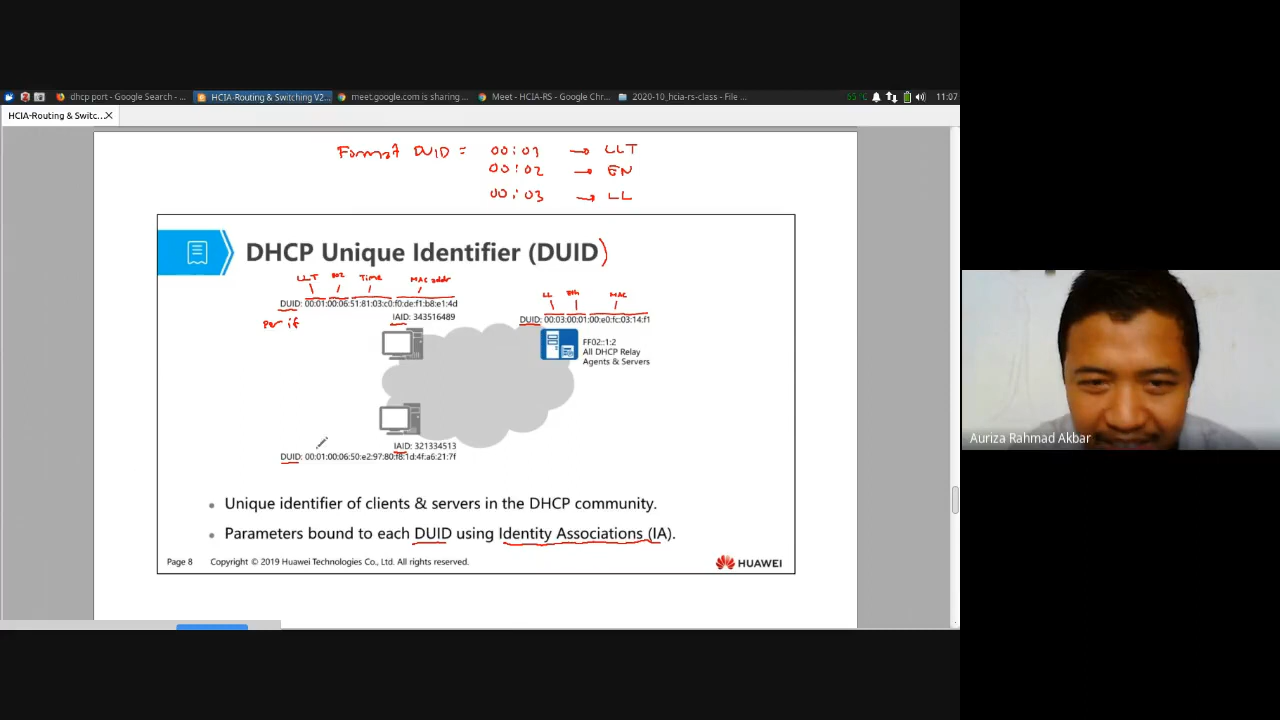 dhcp port - Google Search - ...
HCIA-Routing & Switching V2...
meet.google.com is sharing ...
Meet - HCIA-RS - Google Chr...
2020-10_hcia-rs-class - File ...
65°C
11:07
HCIA-Routing & Switc...
Format DUID = 00:01 → LLT
00:02 → EN
00:03 → LL
DHCP Unique Identifier (DUID)
LLT 802 Time MAC addr
DUID: 00:01:00:06:51:81:03:c0:f0:de:f1:b8:e1:4d
Per if
IAID: 343516489
LL Eth MAC
DUID: 00:03:00:01:00:e0:fc:03:14:f1
FF02::1:2
All DHCP Relay
Agents & Servers
IAID: 321334513
DUID: 00:01:00:06:50:e2:97:80:f8:1d:4f:a6:21:7f
• Unique identifier of clients & servers in the DHCP community.
• Parameters bound to each DUID using Identity Associations (IA).
Page 8 Copyright © 2019 Huawei Technologies Co., Ltd. All rights reserved.
HUAWEI
Auriza Rahmad Akbar